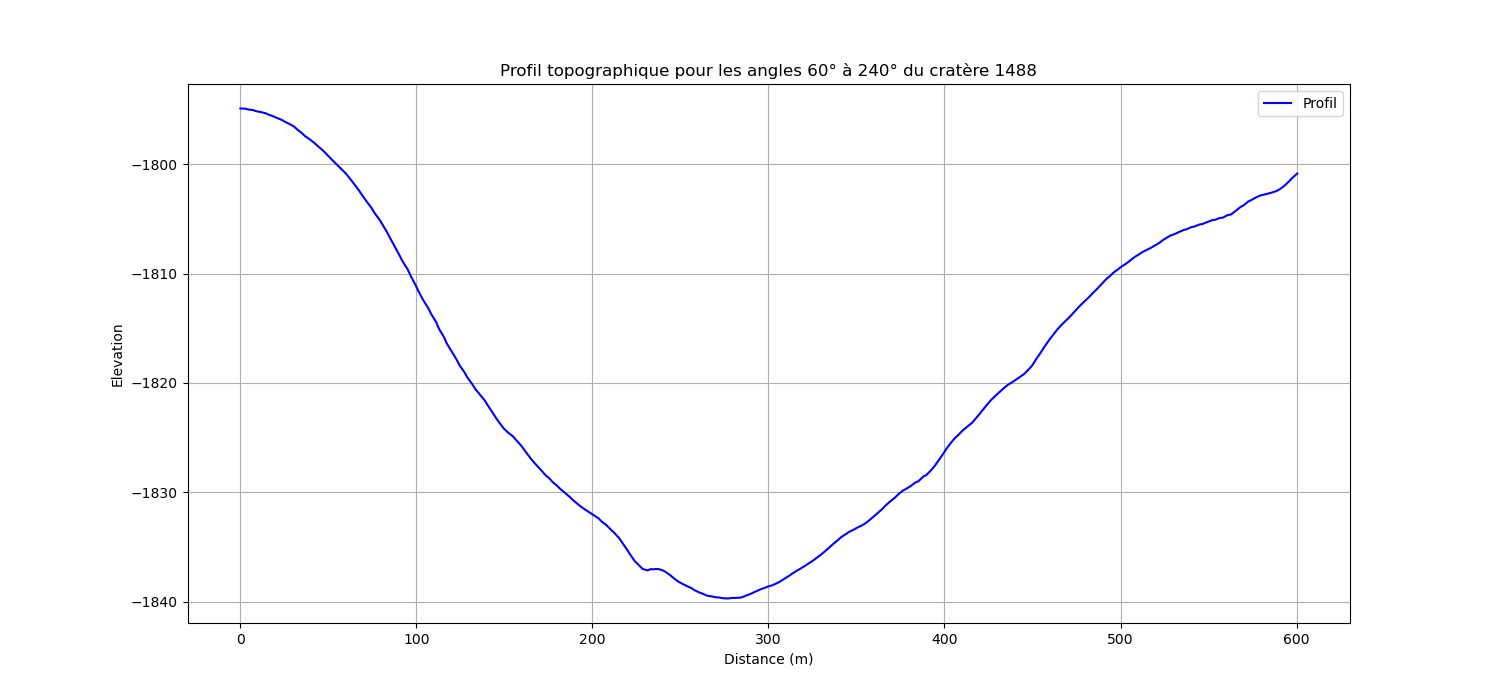 Profil topographique pour les angles 60° à 240° du cratère 1488
Profil
Elevation
−1800
−1810
−1820
−1830
−1840
0 100 200 300 400 500 600
Distance (m)